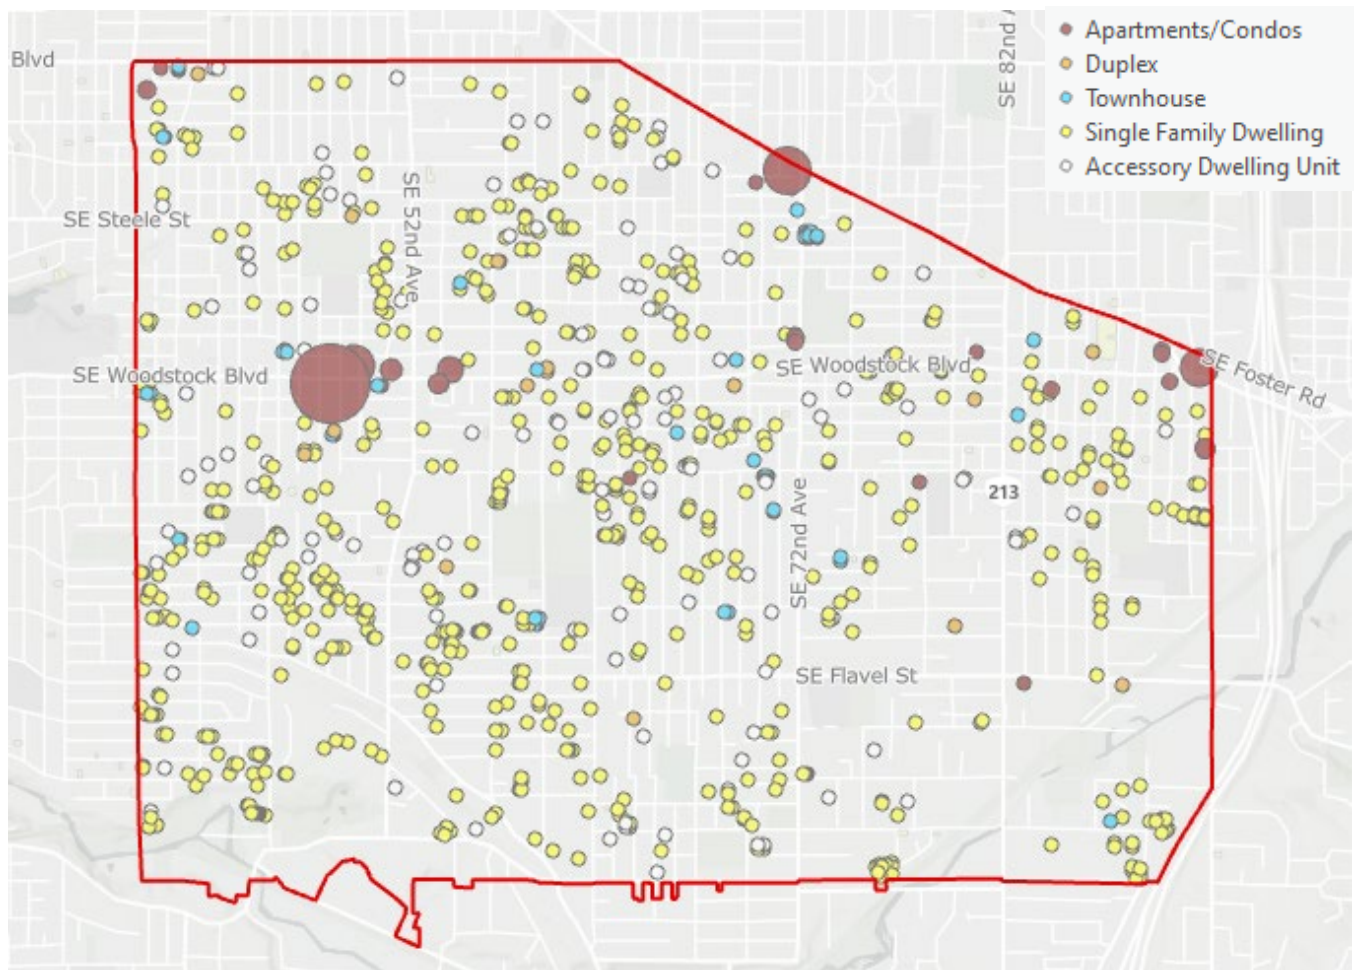 Blvd
SE 82nd A
Apartments/Condos
Duplex
Townhouse
Single Family Dwelling
Accessory Dwelling Unit
SE Steele St
SE 52nd Ave
SE Woodstock Blvd
SE Woodstock Blvd
SE Foster Rd
213
SE 72nd Ave
SE Flavel St